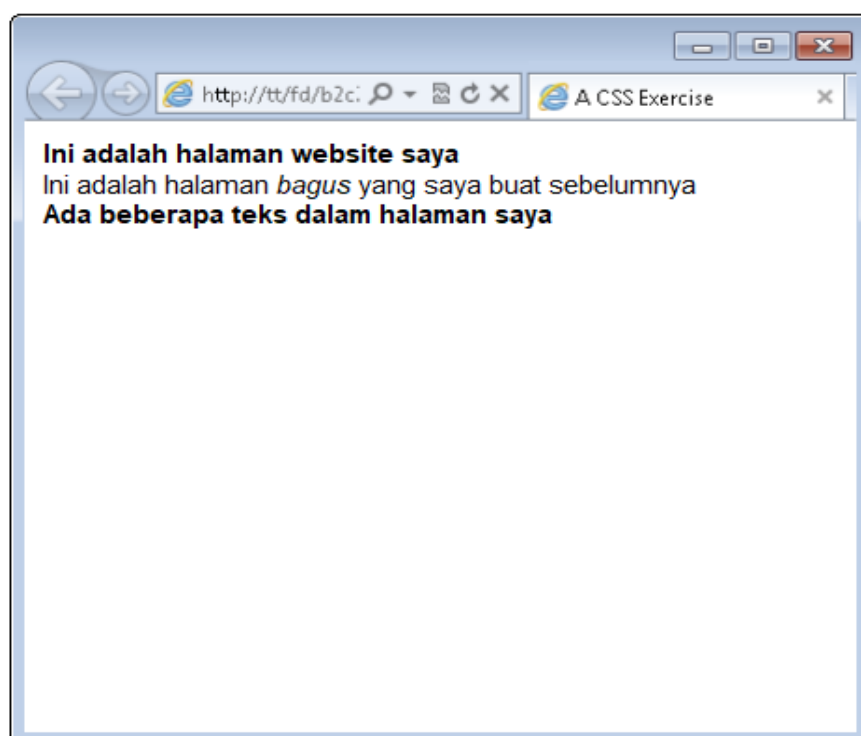 http://tt/fd/b2c
A CSS Exercise
Ini adalah halaman website saya
Ini adalah halaman bagus yang saya buat sebelumnya
Ada beberapa teks dalam halaman saya